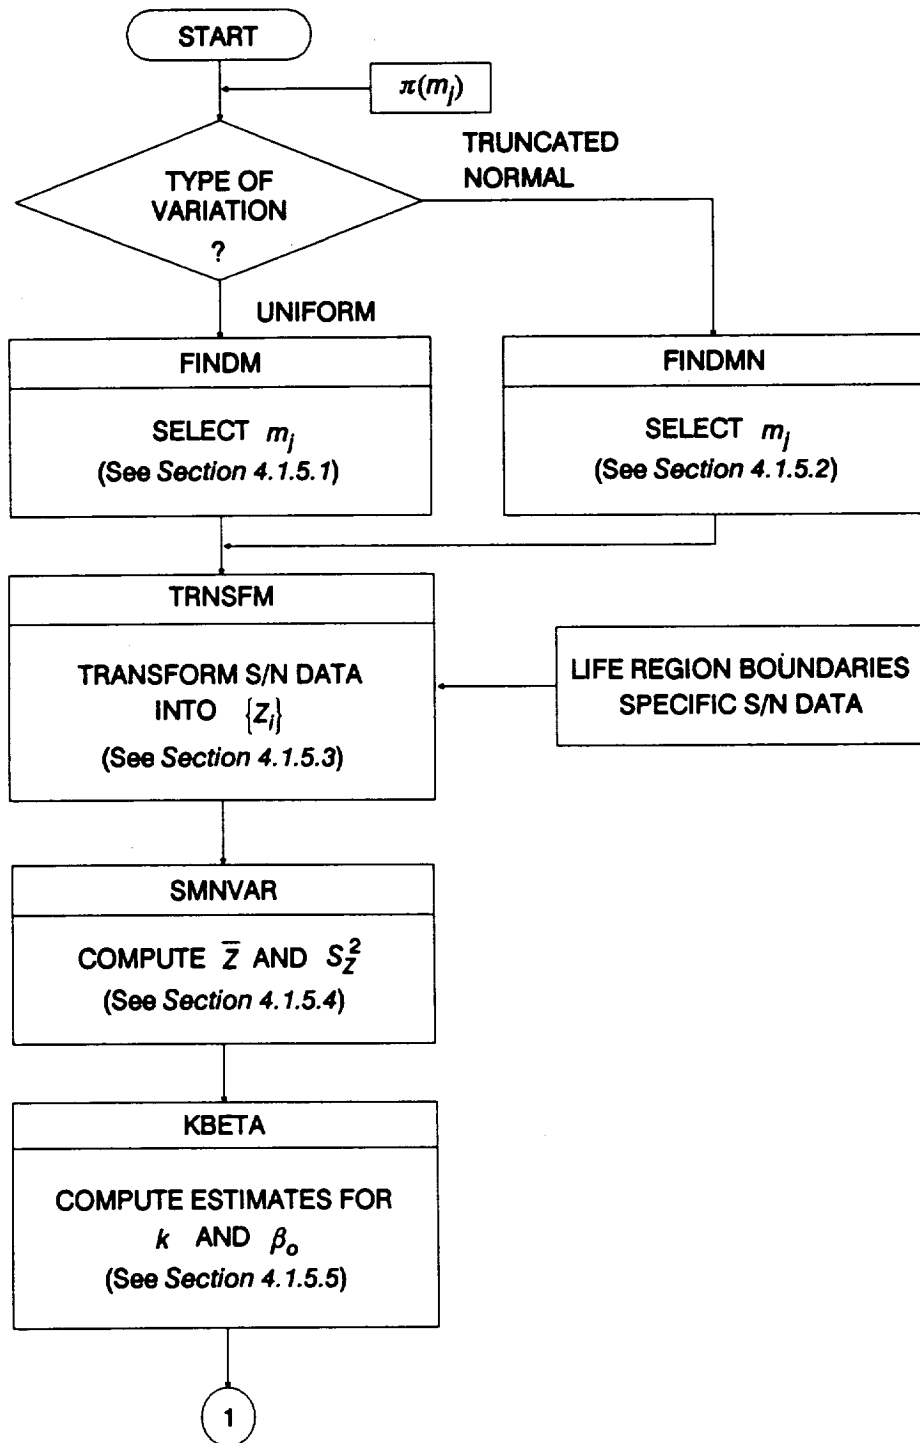 START
π(m_j)
TRUNCATED
NORMAL
TYPE OF
VARIATION
?
UNIFORM
FINDM
SELECT m_j
(See Section 4.1.5.1)
FINDMN
SELECT m_j
(See Section 4.1.5.2)
TRNSFM
TRANSFORM S/N DATA
INTO {Z_i}
(See Section 4.1.5.3)
LIFE REGION BOUNDARIES
SPECIFIC S/N DATA
SMNVAR
COMPUTE Z̅ AND S_Z^2
(See Section 4.1.5.4)
KBETA
COMPUTE ESTIMATES FOR
k AND β_o
(See Section 4.1.5.5)
1